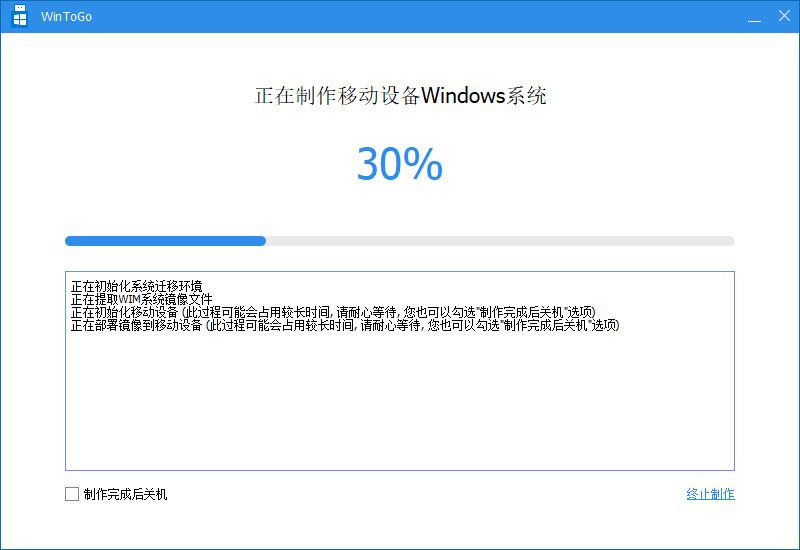 WinToGo
正在制作移动设备Windows系统
30%
正在初始化系统迁移环境
正在提取WIM系统镜像文件
正在初始化移动设备 (此过程可能会占用较长时间, 请耐心等待, 您也可以勾选"制作完成后关机"选项)
正在部署镜像到移动设备 (此过程可能会占用较长时间, 请耐心等待, 您也可以勾选"制作完成后关机"选项)
制作完成后关机
终止制作